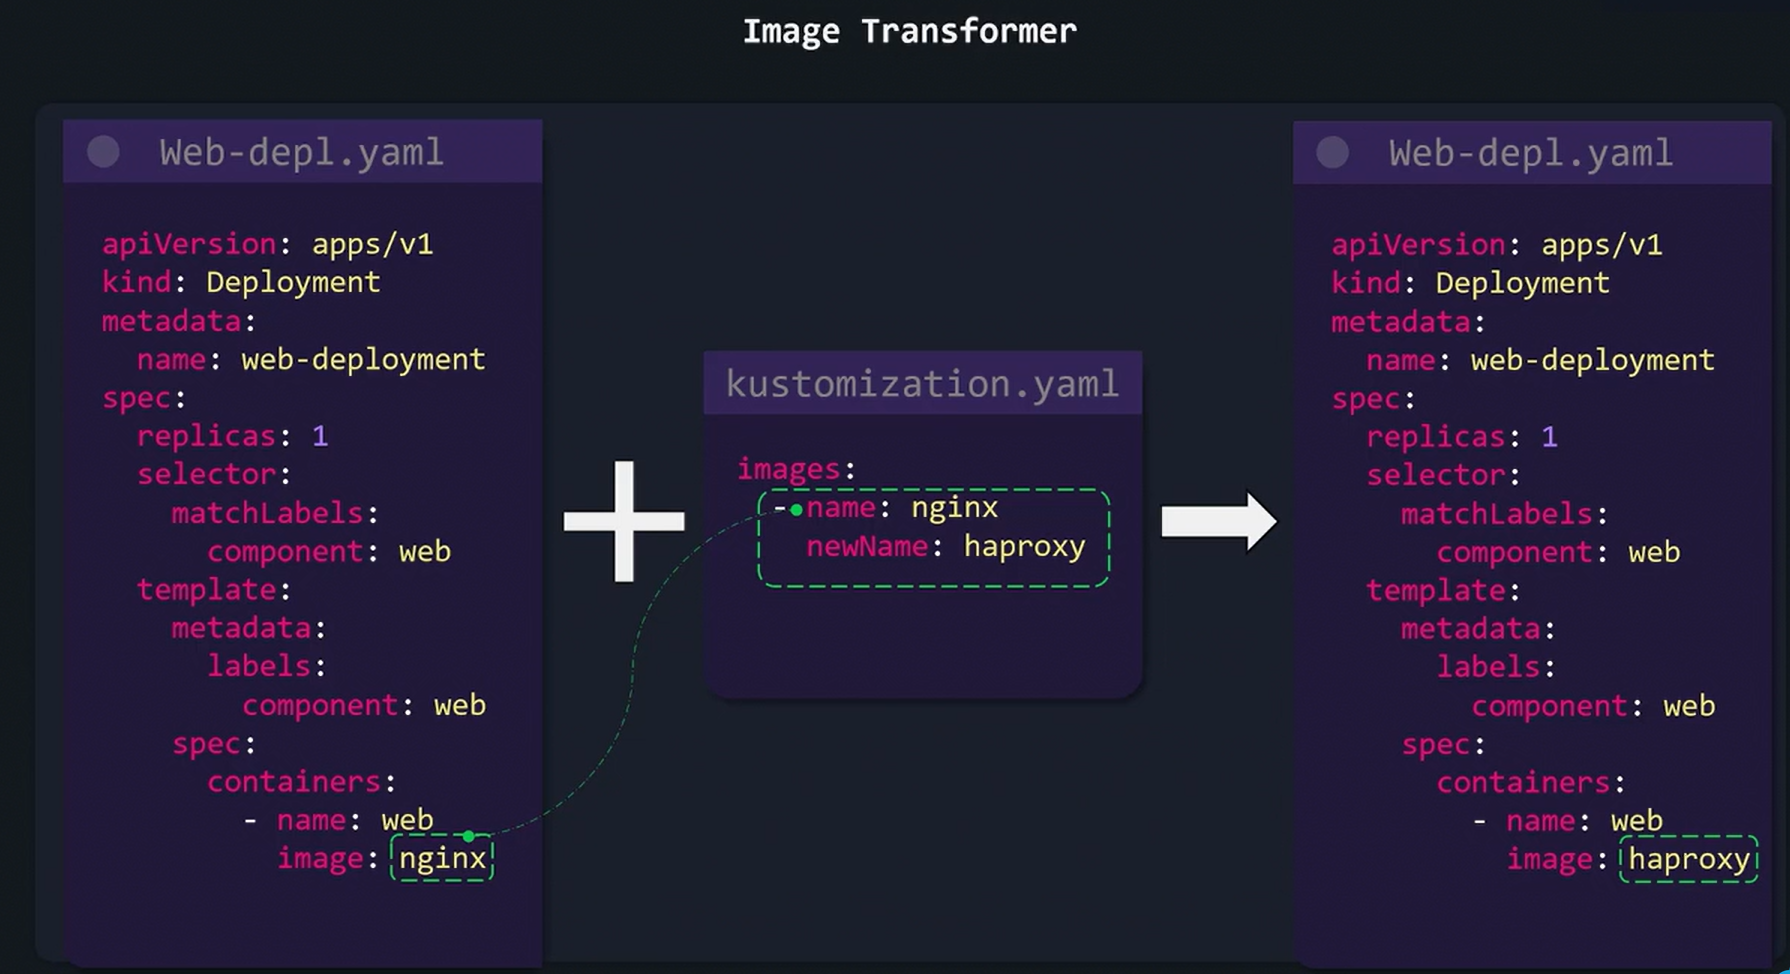 Image Transformer
Web-depl.yaml
apiVersion: apps/v1
kind: Deployment
metadata:
  name: web-deployment
spec:
  replicas: 1
  selector:
    matchLabels:
      component: web
  template:
    metadata:
      labels:
        component: web
    spec:
      containers:
        - name: web
          image: nginx
kustomization.yaml
images:
  - name: nginx
    newName: haproxy
Web-depl.yaml
apiVersion: apps/v1
kind: Deployment
metadata:
  name: web-deployment
spec:
  replicas: 1
  selector:
    matchLabels:
      component: web
  template:
    metadata:
      labels:
        component: web
    spec:
      containers:
        - name: web
          image: haproxy